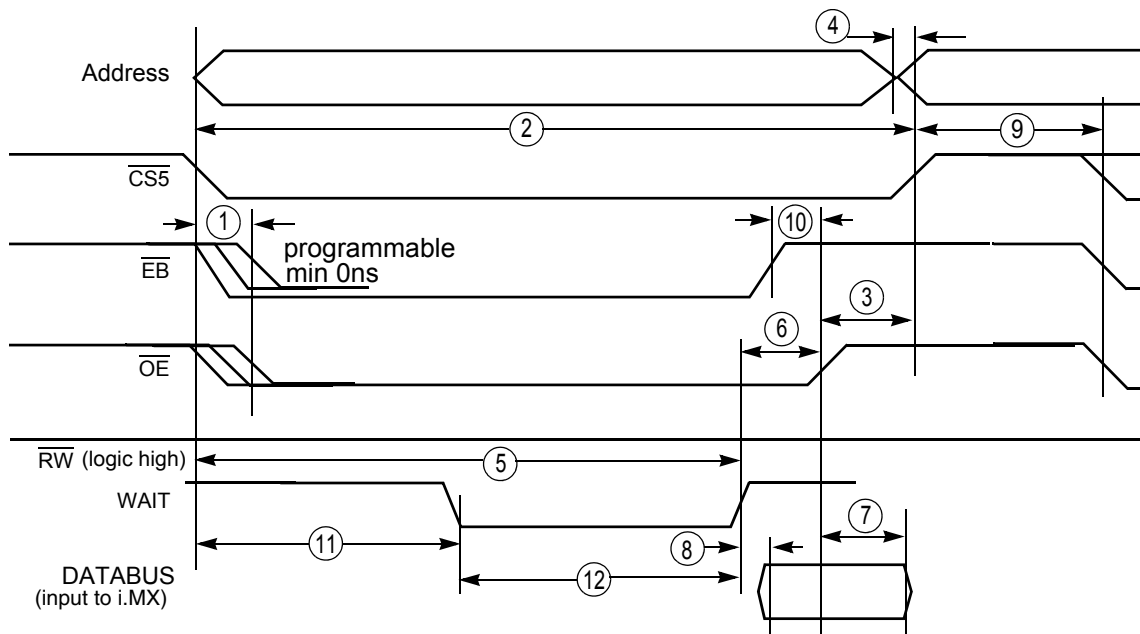 4
Address
2
9
CS5
1
10
programmable
min 0ns
EB
3
6
OE
RW (logic high)
5
WAIT
11
8
7
12
DATABUS
(input to i.MX)